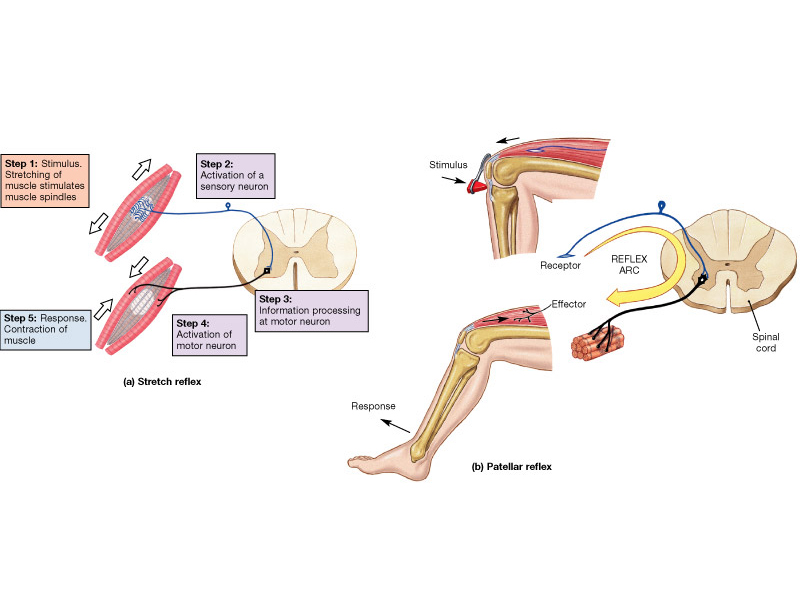 Step 1: Stimulus.
Stretching of
muscle stimulates
muscle spindles
Step 2:
Activation of a
sensory neuron
Step 3:
Information processing
at motor neuron
Step 4:
Activation of
motor neuron
Step 5: Response.
Contraction of
muscle
(a) Stretch reflex
Stimulus
Receptor
REFLEX
ARC
Effector
Spinal
cord
Response
(b) Patellar reflex